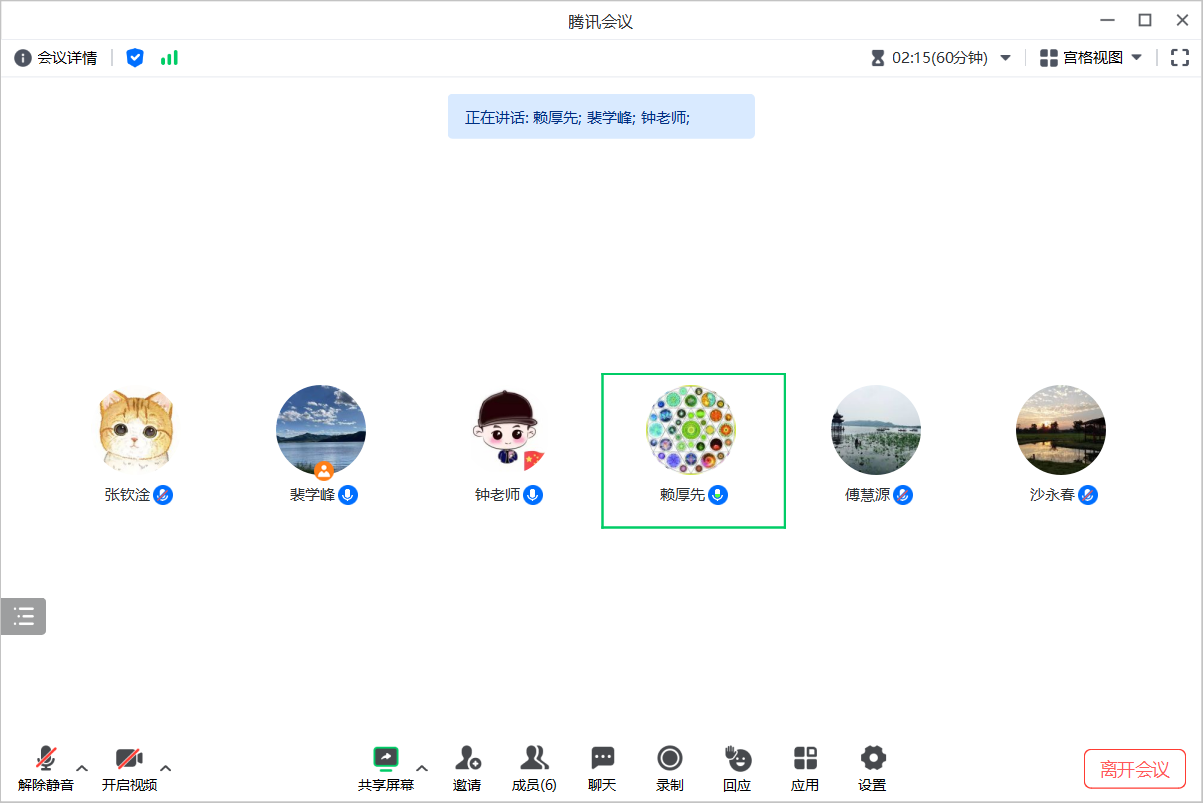 腾讯会议
会议详情
02:15(60分钟)
宫格视图
正在讲话: 赖厚先; 裴学峰; 钟老师;
张钦淦
裴学峰
钟老师
赖厚先
傅慧源
沙永春
解除静音
开启视频
共享屏幕
邀请
成员(6)
聊天
录制
回应
应用
设置
离开会议